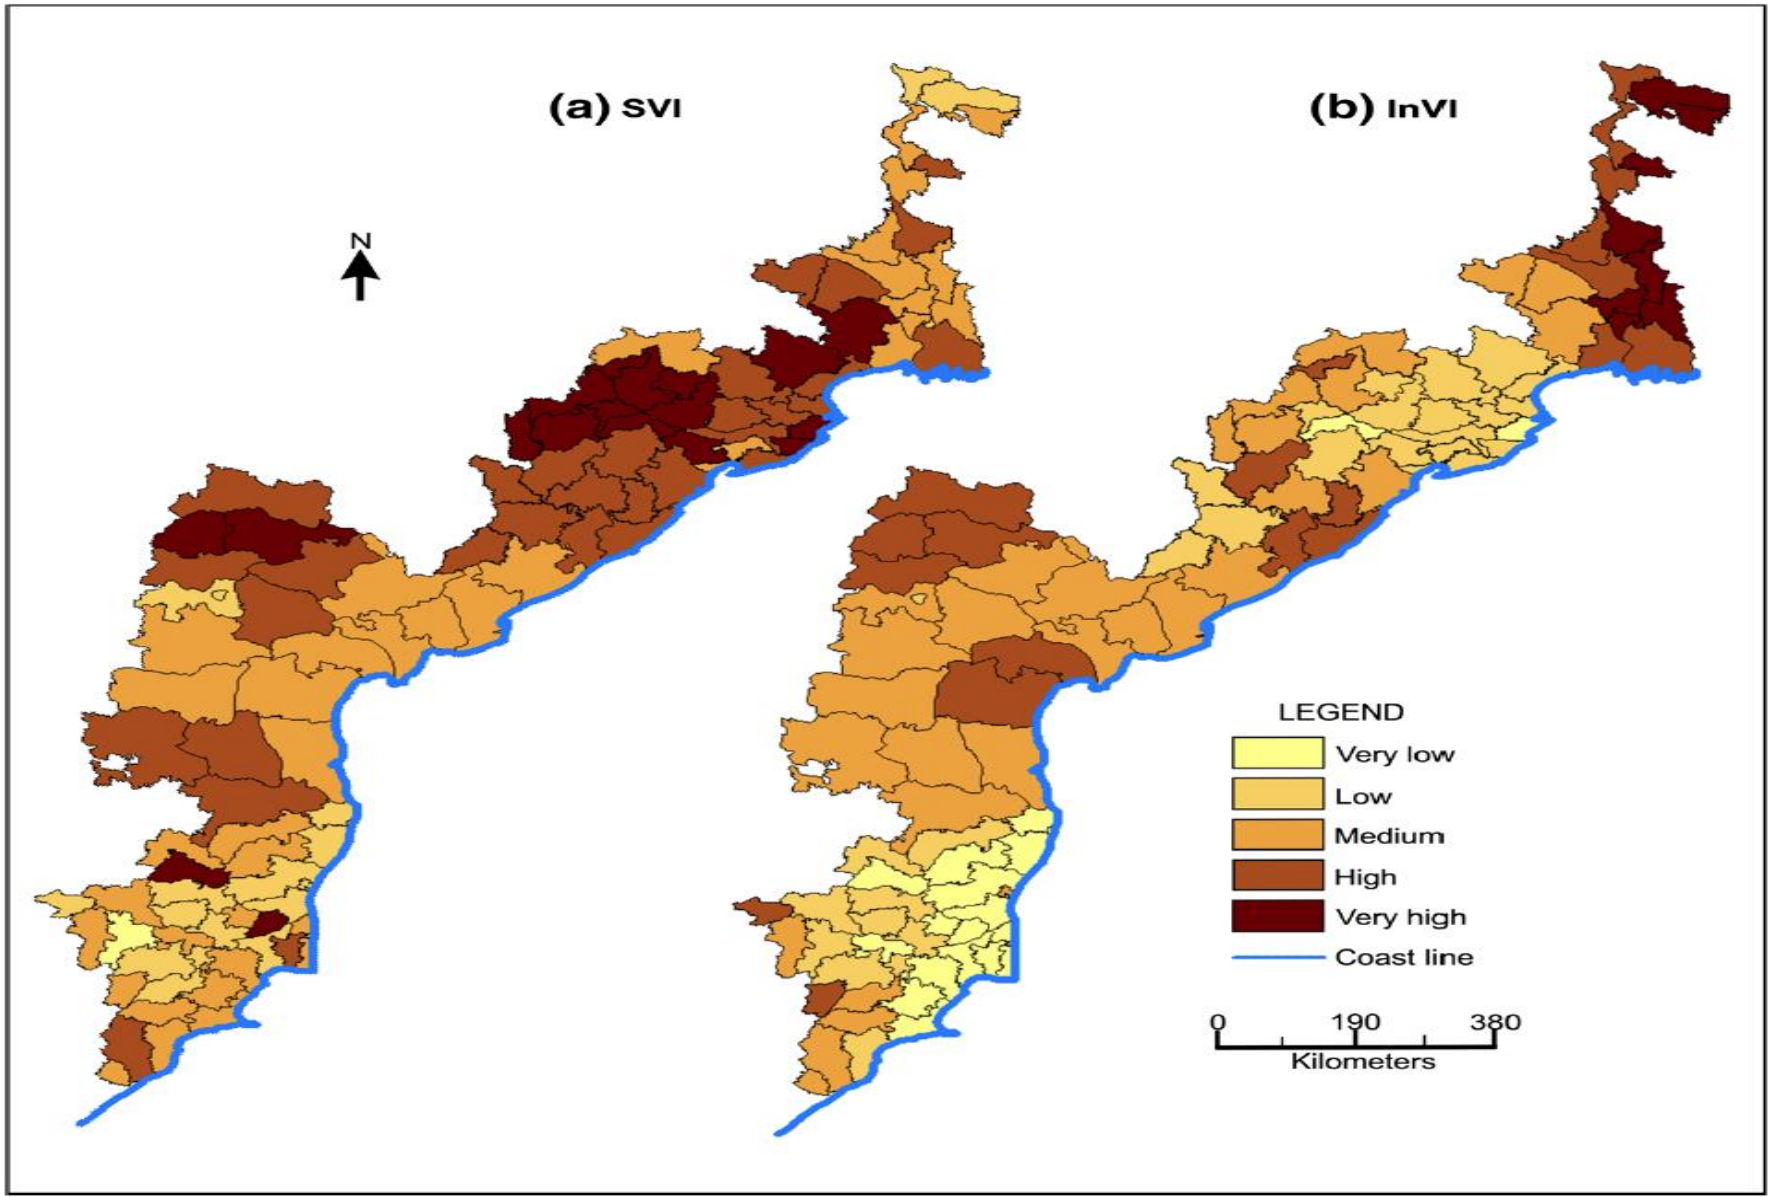 (a) SVI
(b) InVI
N
LEGEND
Very low
Low
Medium
High
Very high
Coast line
0 190 380
Kilometers